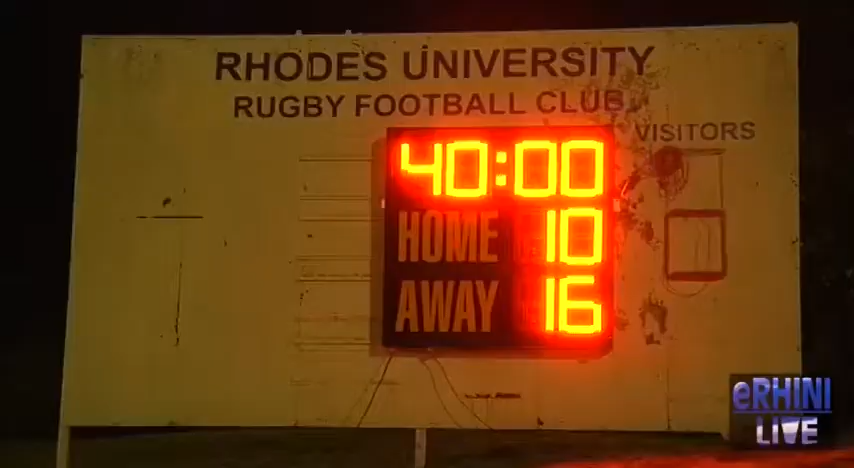 RHODES UNIVERSITY
RUGBY FOOTBALL CLUB
VISITORS
40:00
HOME 10
AWAY 16
eRHINI
LIVE